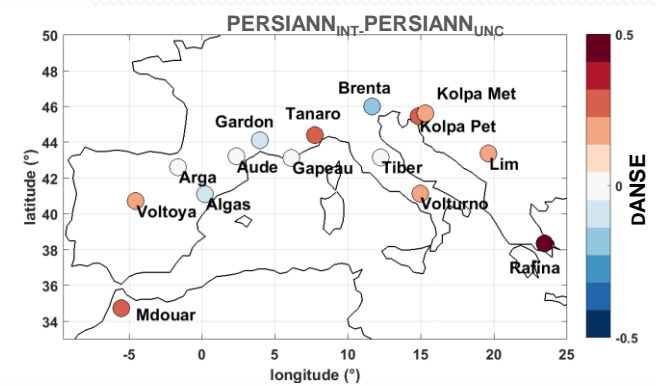 PERSIANN_INT-PERSIANN_UNC
50
48
46
44
42
40
38
36
34
latitude (°)
-5
0
5
10
15
20
25
longitude (°)
Brenta
Kolpa Met
Tanaro
Kolpa Pet
Gardon
Aude
Gapeau
Tiber
Lim
Arga
Voltoya
Algas
Volturno
Rafina
Mdouar
0.5
0
-0.5
DANSE